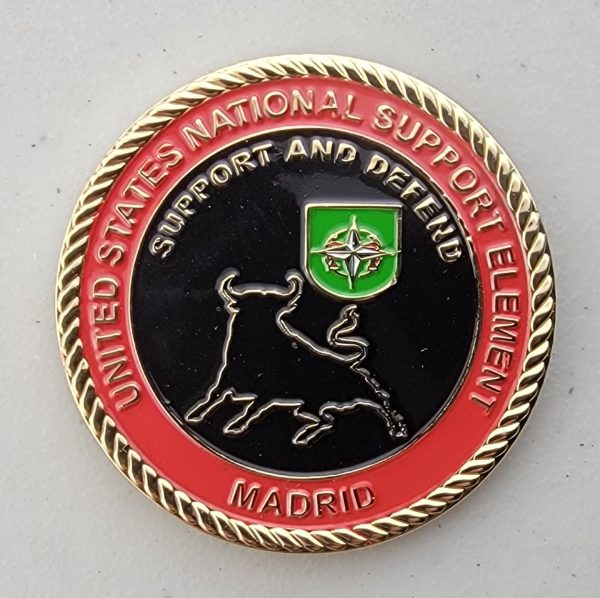 UNITED STATES NATIONAL SUPPORT ELEMENT
SUPPORT AND DEFEND
MADRID